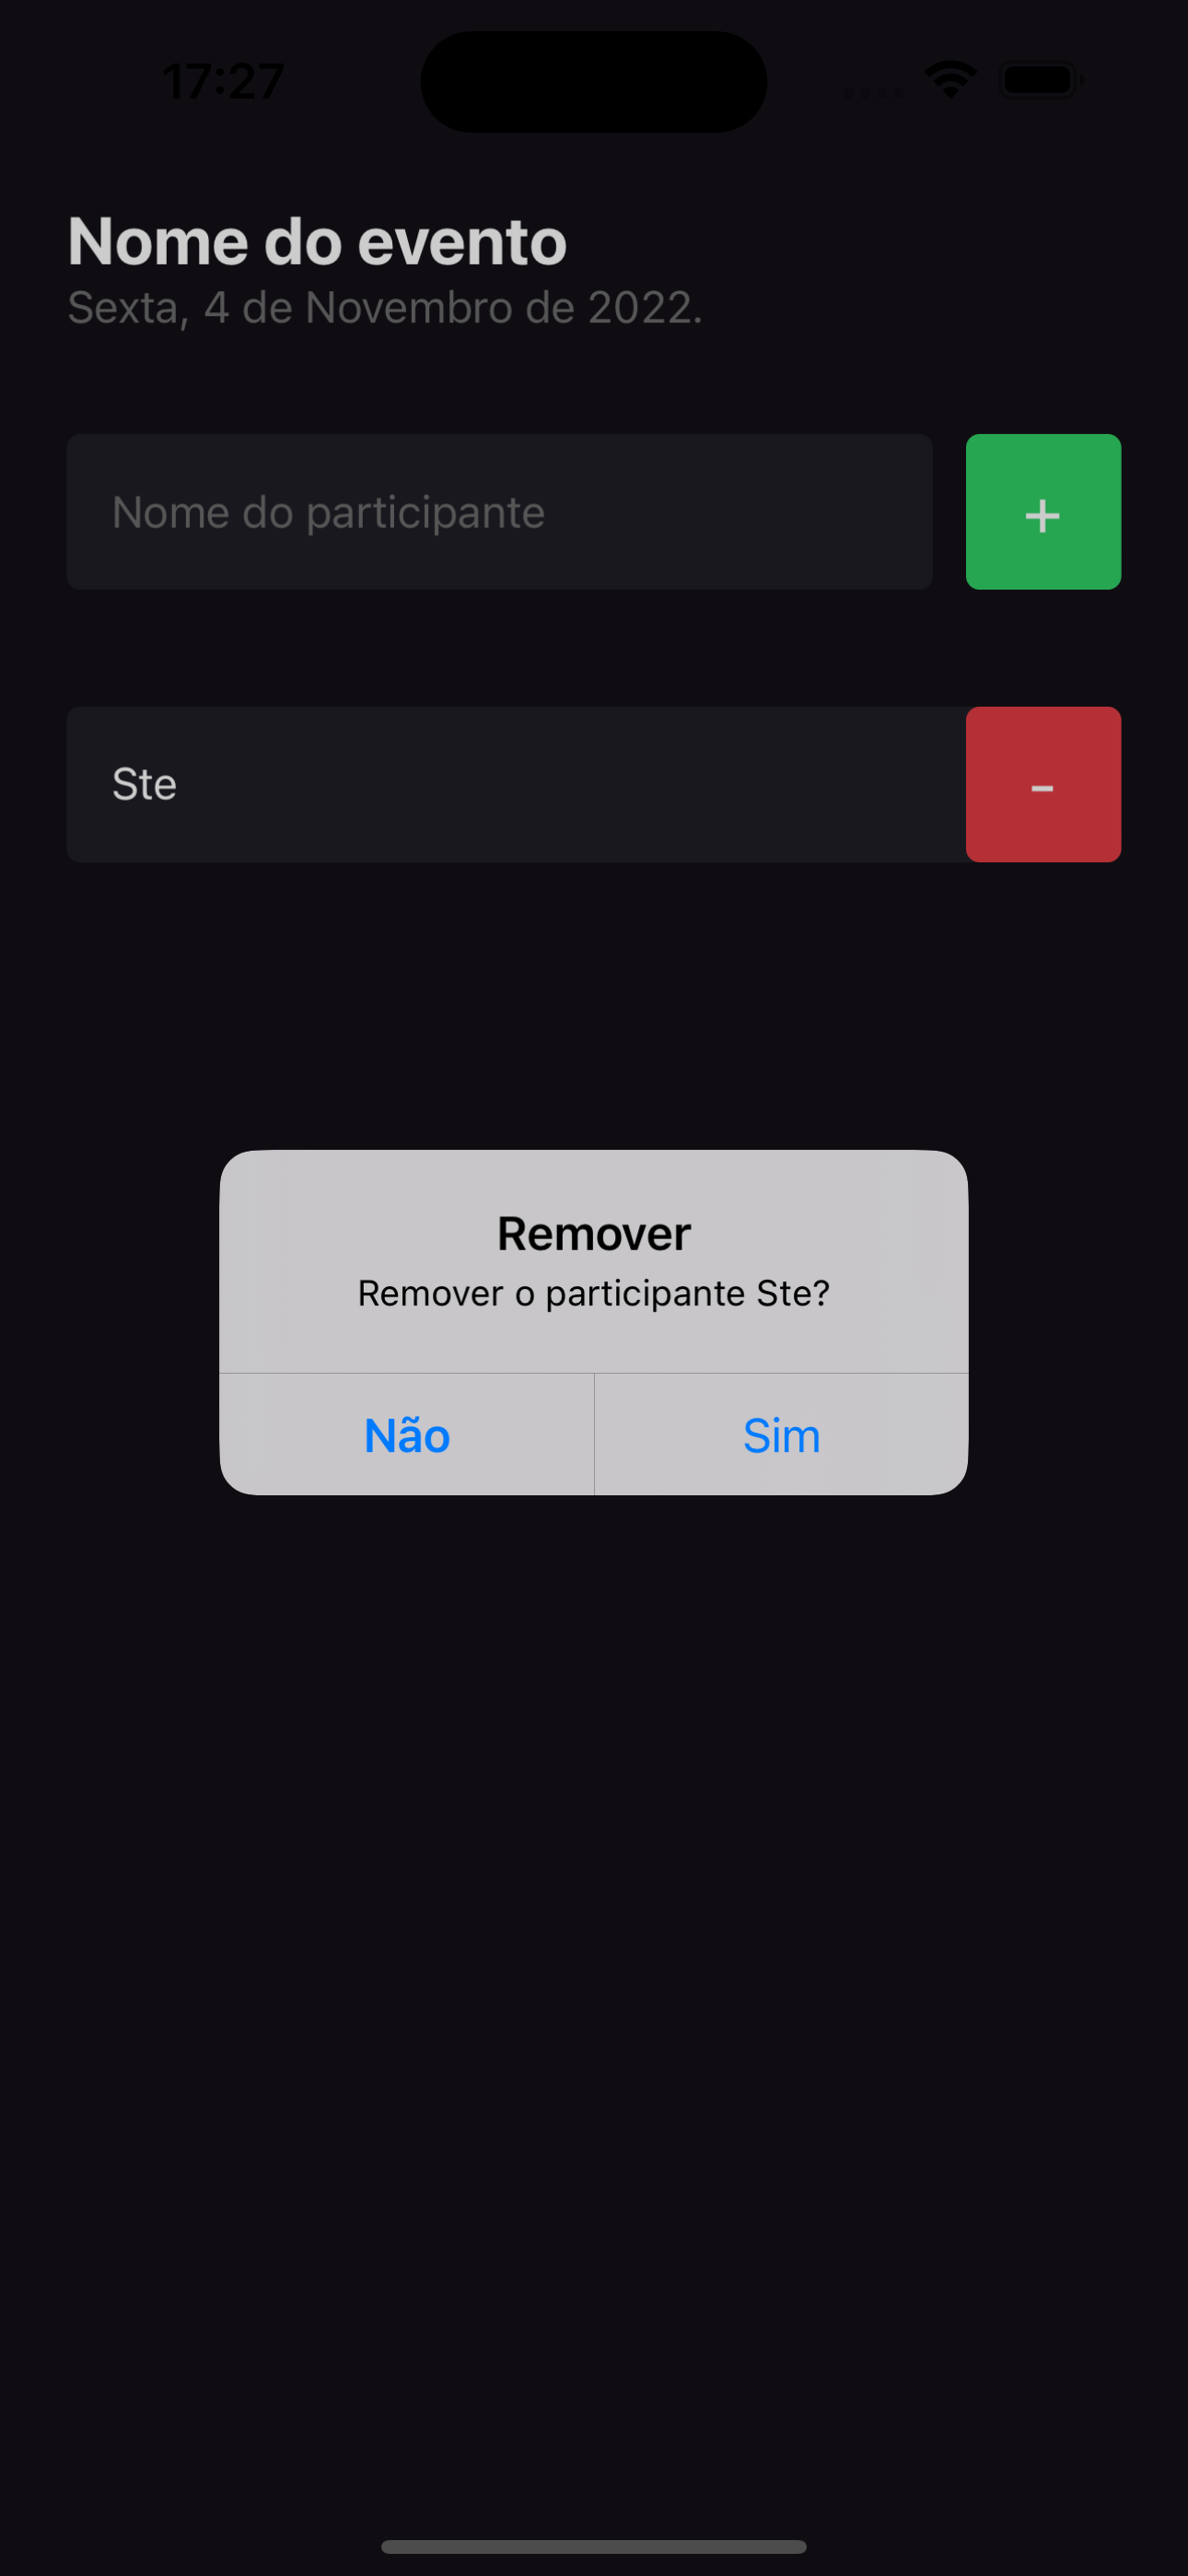 17:27
Nome do evento
Sexta, 4 de Novembro de 2022.
Nome do participante
+
Ste
-
Remover
Remover o participante Ste?
Não
Sim